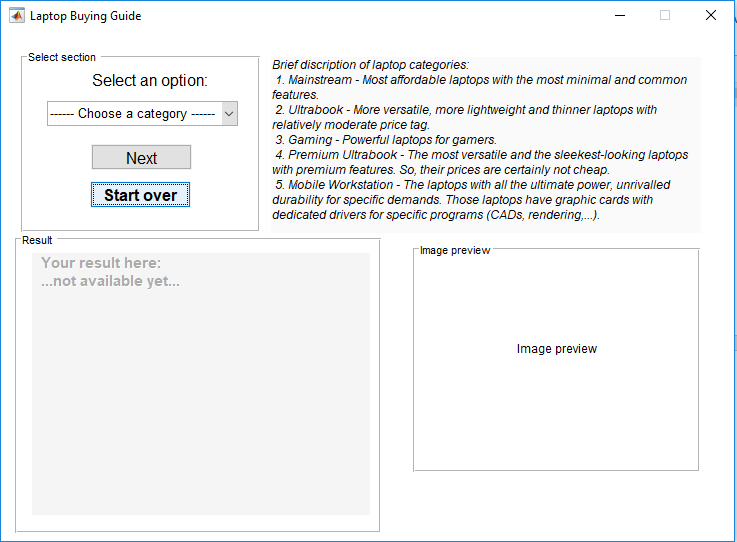 Laptop Buying Guide
Select section
Select an option:
------ Choose a category ------
Next
Start over
Brief discription of laptop categories:
1. Mainstream - Most affordable laptops with the most minimal and common
features.
2. Ultrabook - More versatile, more lightweight and thinner laptops with
relatively moderate price tag.
3. Gaming - Powerful laptops for gamers.
4. Premium Ultrabook - The most versatile and the sleekest-looking laptops
with premium features. So, their prices are certainly not cheap.
5. Mobile Workstation - The laptops with all the ultimate power, unrivalled
durability for specific demands. Those laptops have graphic cards with
dedicated drivers for specific programs (CADs, rendering,...).
Result
Your result here:
...not available yet...
Image preview
Image preview